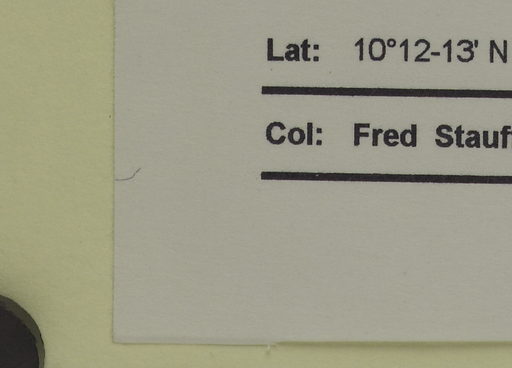 Lat: 10°12-13' N
Col: Fred Stauf